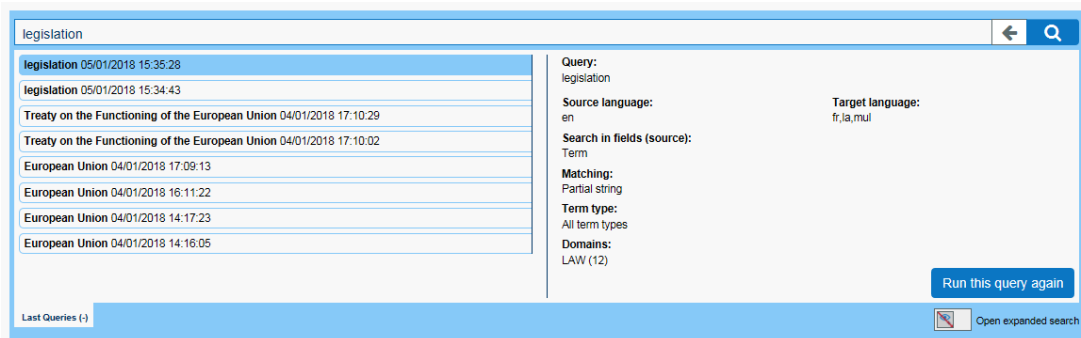 legislation
legislation 05/01/2018 15:35:28
legislation 05/01/2018 15:34:43
Treaty on the Functioning of the European Union 04/01/2018 17:10:29
Treaty on the Functioning of the European Union 04/01/2018 17:10:02
European Union 04/01/2018 17:09:13
European Union 04/01/2018 16:11:22
European Union 04/01/2018 14:17:23
European Union 04/01/2018 14:16:05
Query:
legislation
Source language:
en
Target language:
fr,la,mul
Search in fields (source):
Term
Matching:
Partial string
Term type:
All term types
Domains:
LAW (12)
Run this query again
Last Queries (-)
Open expanded search